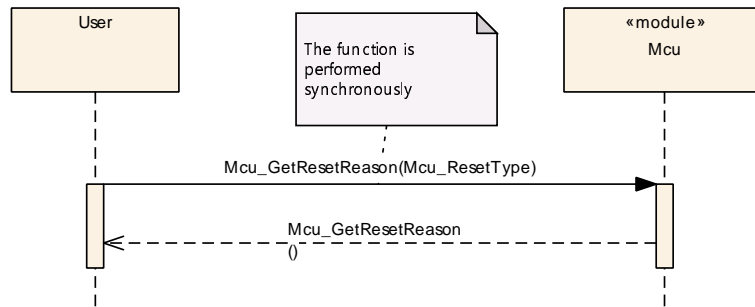 User
«module»
Mcu
The function is
performed
synchronously
Mcu_GetResetReason(Mcu_ResetType)
Mcu_GetResetReason
()